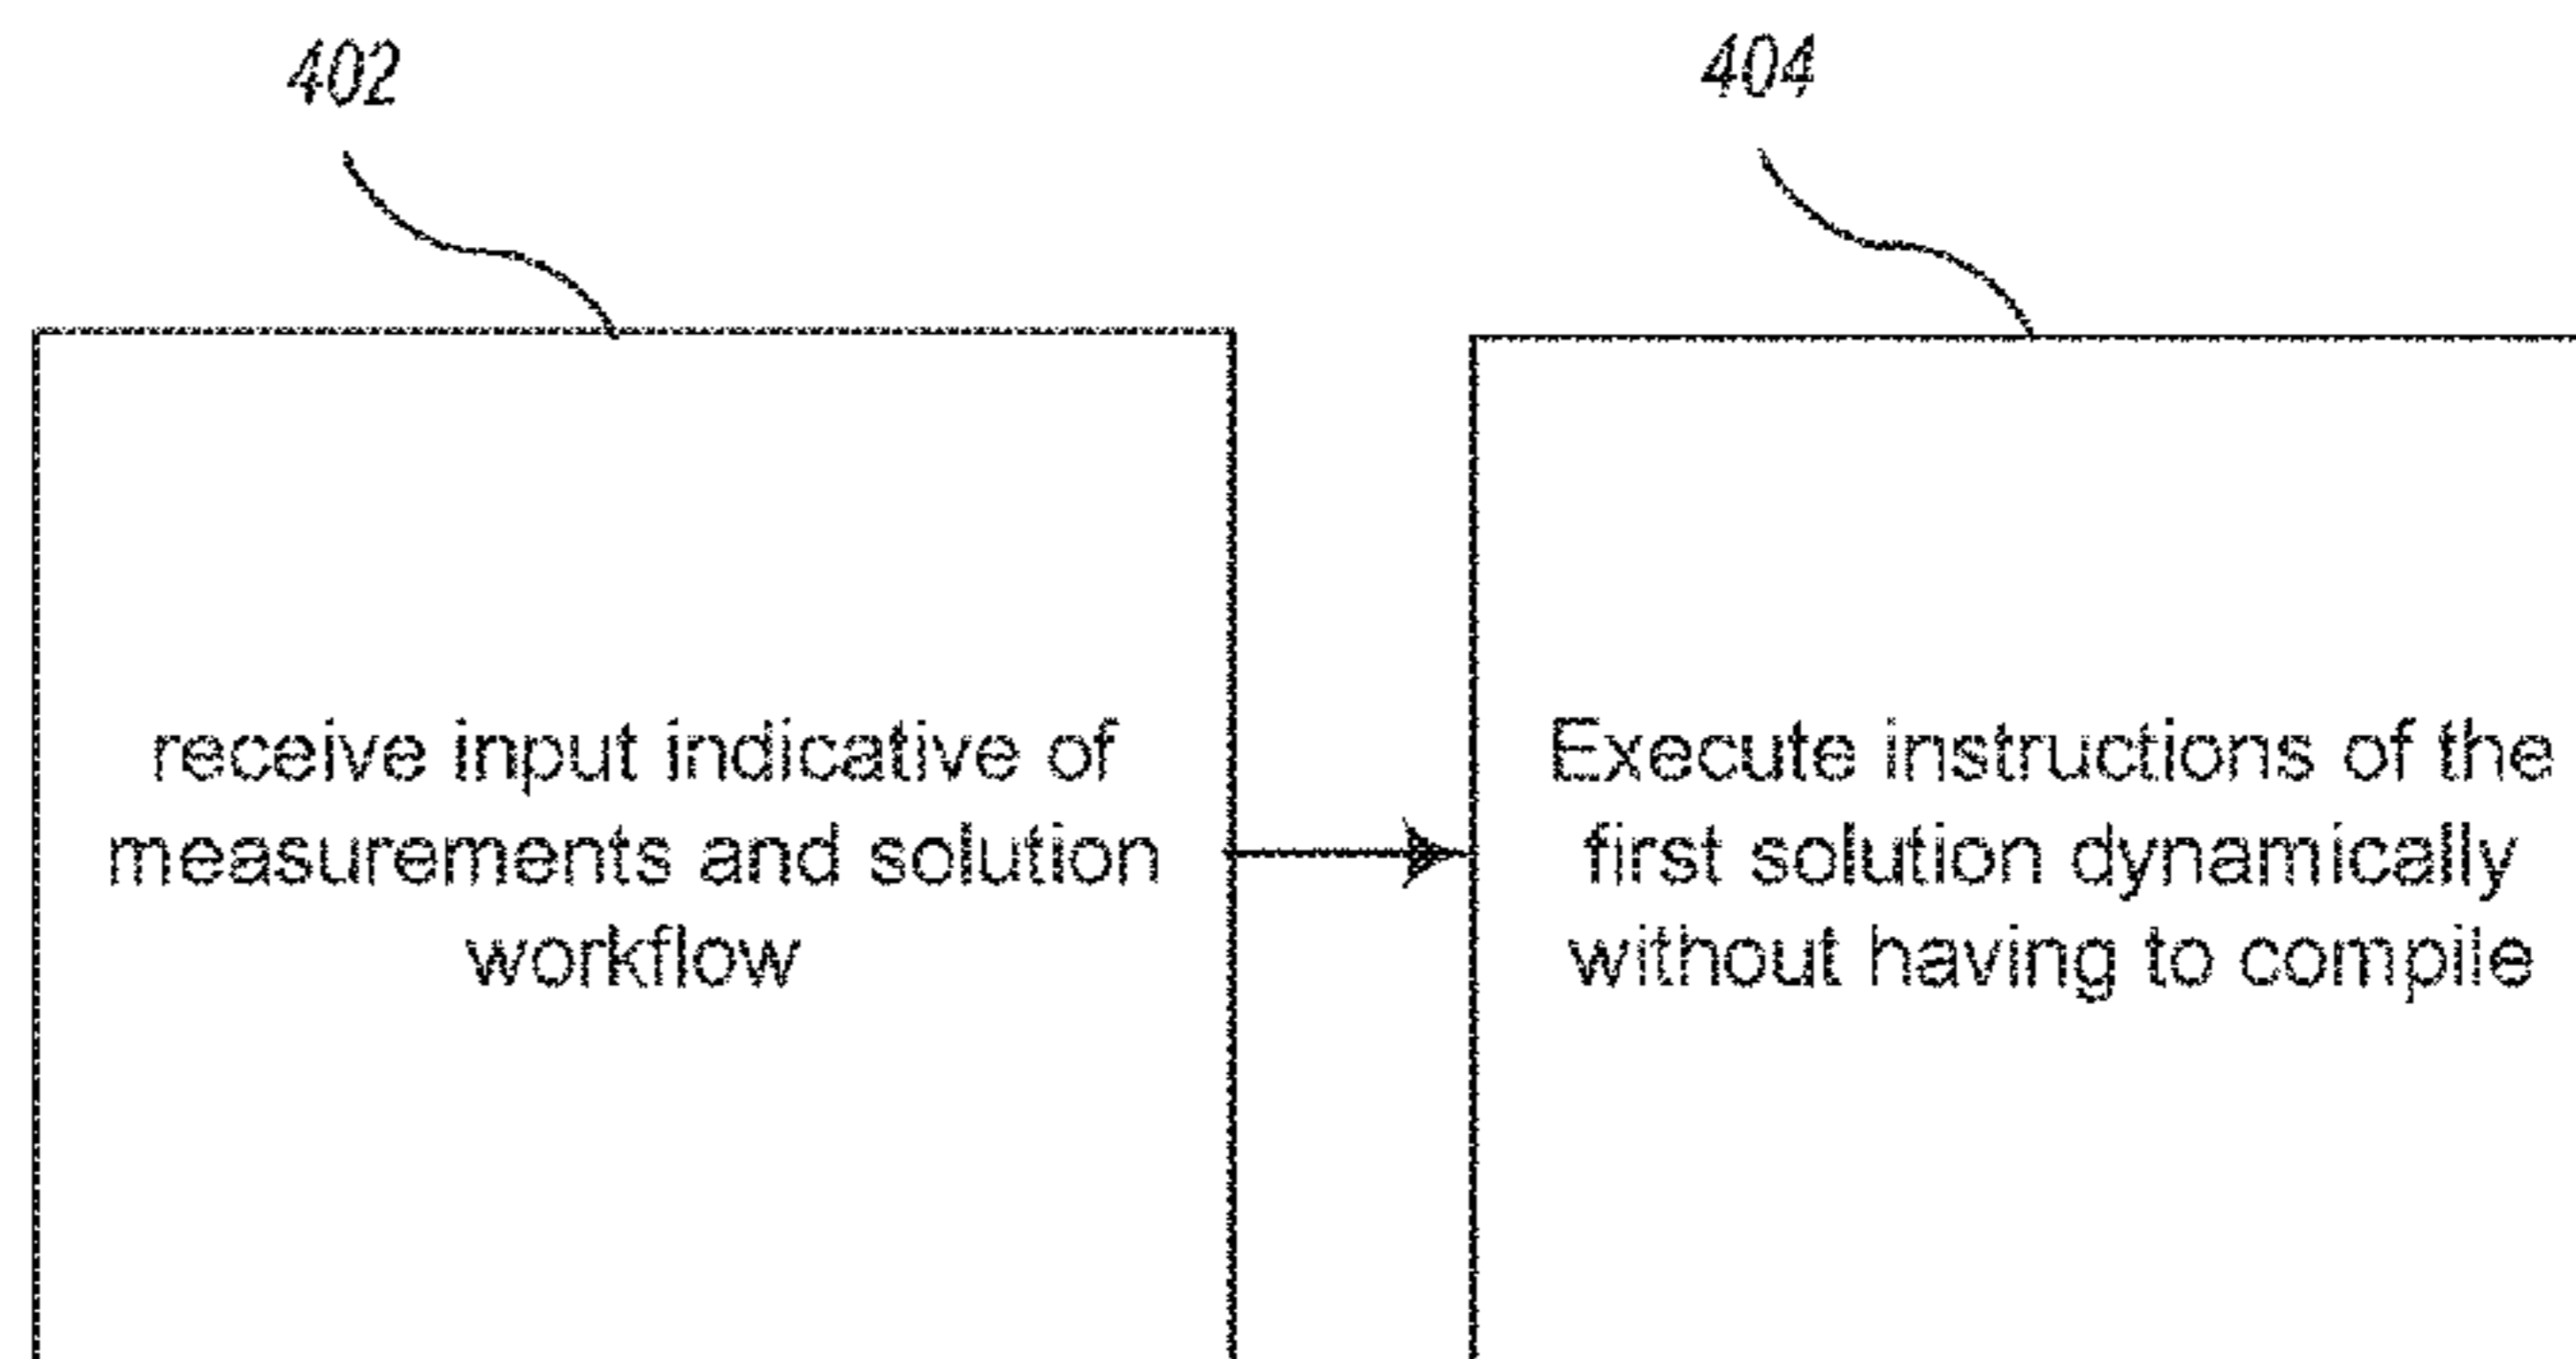 402
404
receive input indicative of
measurements and solution
workflow
Execute instructions of the
first solution dynamically
without having to compile